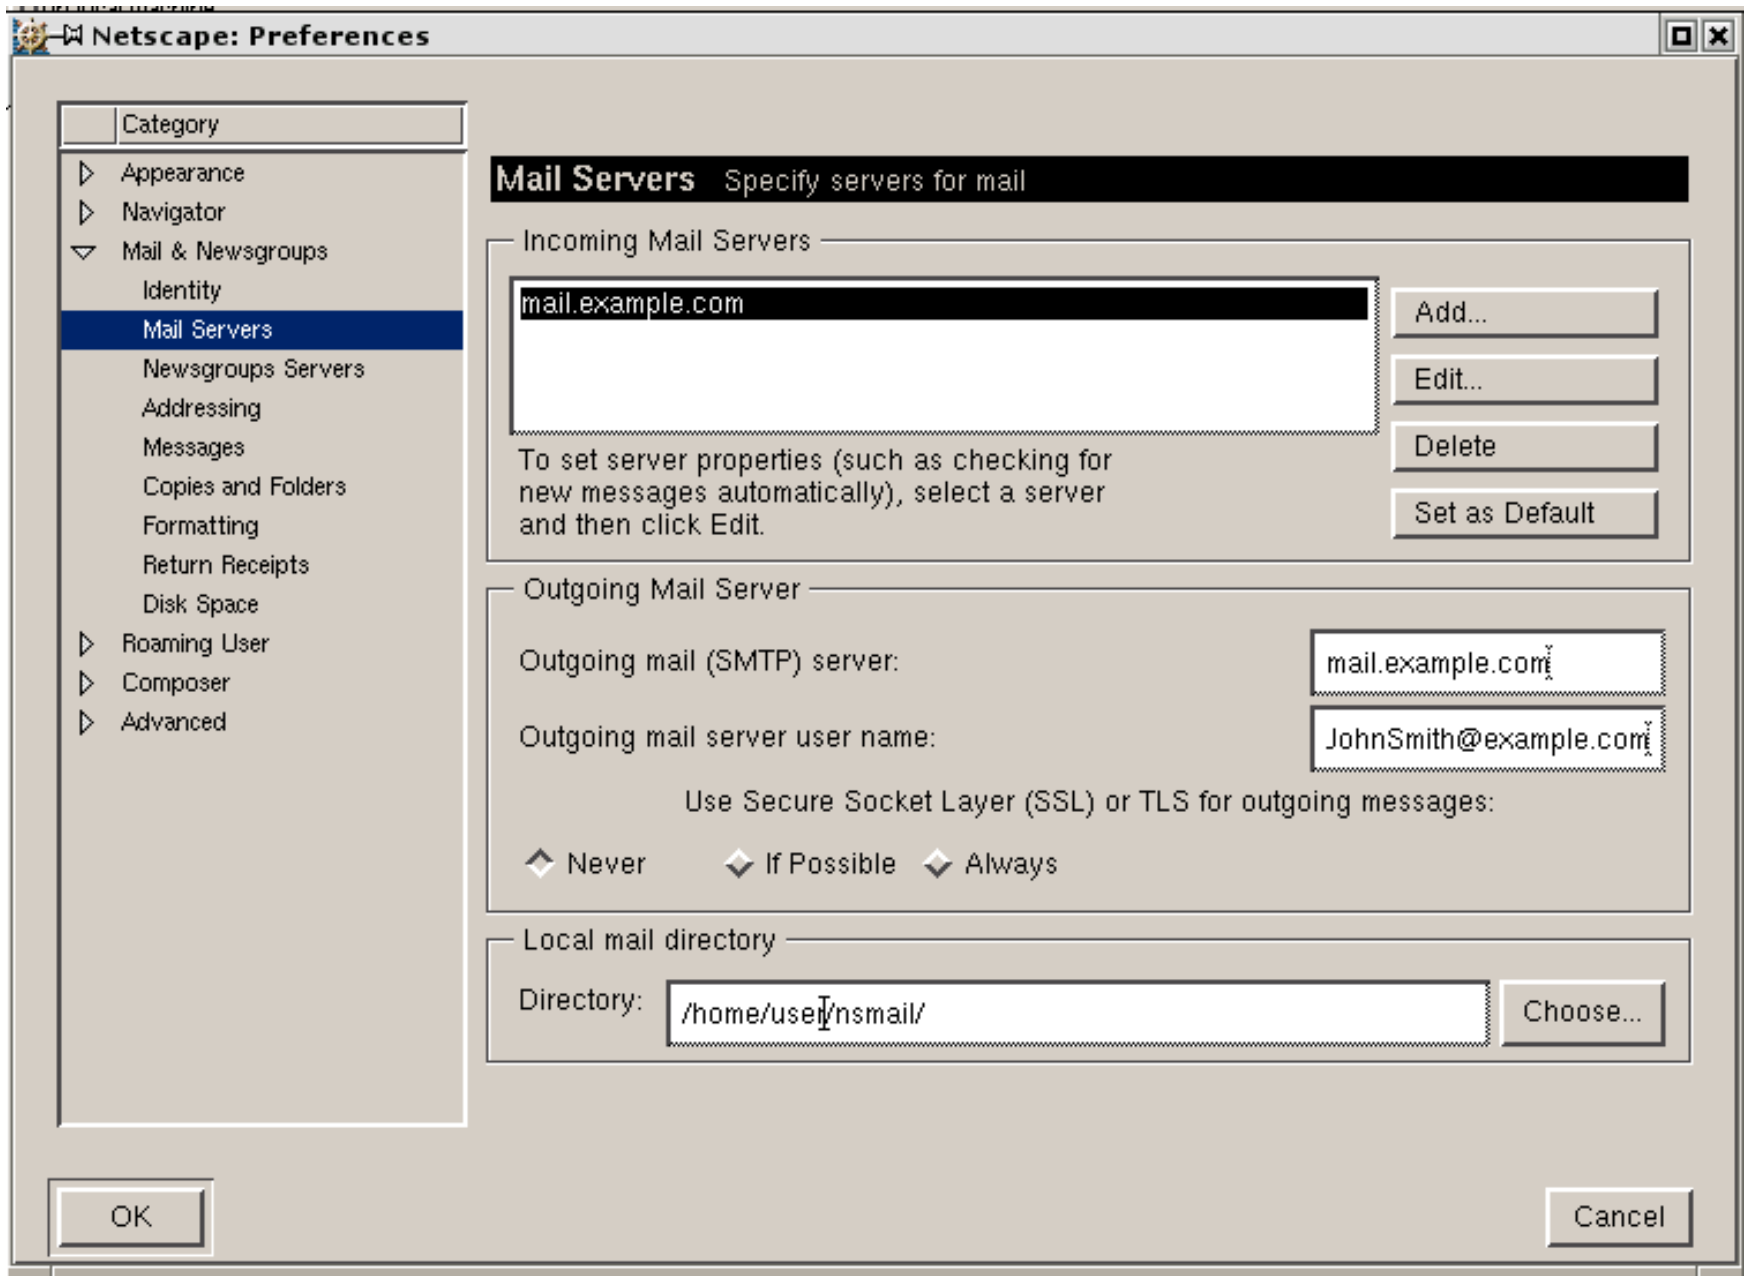 Netscape: Preferences
Category
Appearance
Navigator
Mail & Newsgroups
Identity
Mail Servers
Newsgroups Servers
Addressing
Messages
Copies and Folders
Formatting
Return Receipts
Disk Space
Roaming User
Composer
Advanced
Mail Servers Specify servers for mail
Incoming Mail Servers
mail.example.com
Add...
Edit...
Delete
Set as Default
To set server properties (such as checking for
new messages automatically), select a server
and then click Edit.
Outgoing Mail Server
Outgoing mail (SMTP) server: mail.example.com
Outgoing mail server user name: JohnSmith@example.com
Use Secure Socket Layer (SSL) or TLS for outgoing messages:
Never If Possible Always
Local mail directory
Directory: /home/user/nsmail/ Choose...
OK Cancel